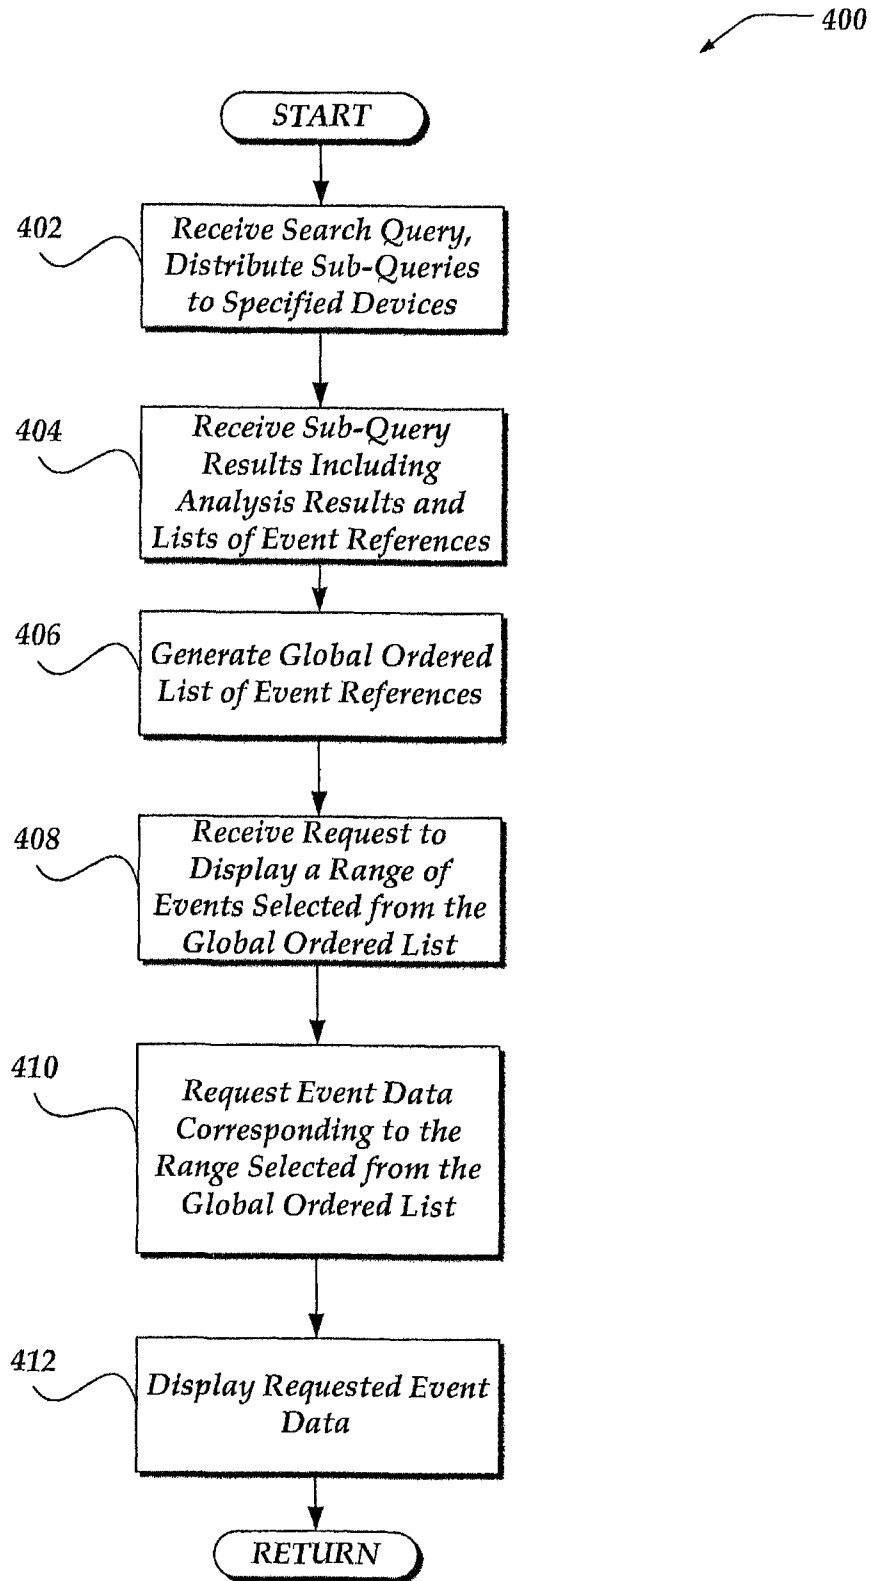 400
START
402
Receive Search Query,
Distribute Sub-Queries
to Specified Devices
404
Receive Sub-Query
Results Including
Analysis Results and
Lists of Event References
406
Generate Global Ordered
List of Event References
408
Receive Request to
Display a Range of
Events Selected from the
Global Ordered List
410
Request Event Data
Corresponding to the
Range Selected from the
Global Ordered List
412
Display Requested Event
Data
RETURN